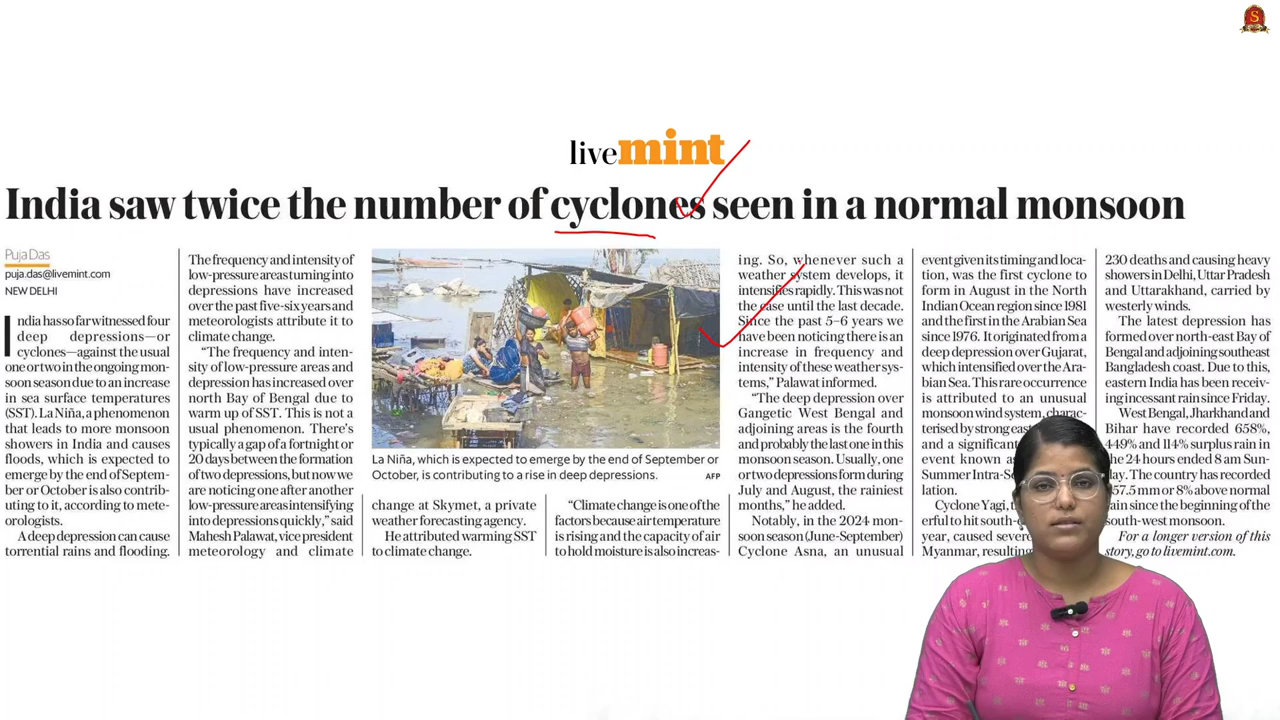 S
livemint
India saw twice the number of cyclones seen in a normal monsoon
Puja Das
puja.das@livemint.com
NEW DELHI
India has so far witnessed four
deep depressions—or
cyclones—against the usual
one or two in the ongoing mon-
soon season due to an increase
in sea surface temperatures
(SST). La Niña, a phenomenon
that leads to more monsoon
showers in India and causes
floods, which is expected to
emerge by the end of Septem-
ber or October is also contrib-
uting to it, according to mete-
orologists.
A deep depression can cause
torrential rains and flooding.
The frequency and intensity of
low-pressure areas turning into
depressions have increased
over the past five-six years and
meteorologists attribute it to
climate change.
“The frequency and inten-
sity of low-pressure areas and
depression has increased over
north Bay of Bengal due to
warm up of SST. This is not a
usual phenomenon. There’s
typically a gap of a fortnight or
20 days between the formation
of two depressions, but now we
are noticing one after another
low-pressure areas intensifying
into depressions quickly,” said
Mahesh Palawat, vice president
meteorology and climate
La Niña, which is expected to emerge by the end of September or
October, is contributing to a rise in deep depressions.
AFP
change at Skymet, a private
weather forecasting agency.
He attributed warming SST
to climate change.
“Climate change is one of the
factors because air temperature
is rising and the capacity of air
to hold moisture is also increas-
ing. So, whenever such a
weather system develops, it
intensifies rapidly. This was not
the case until the last decade.
Since the past 5-6 years we
have been noticing there is an
increase in frequency and
intensity of these weather sys-
tems,” Palawat informed.
“The deep depression over
Gangetic West Bengal and
adjoining areas is the fourth
and probably the last one in this
monsoon season. Usually, one
or two depressions form during
July and August, the rainiest
months,” he added.
Notably, in the 2024 mon-
soon season (June-September)
Cyclone Asna, an unusual
event given its timing and loca-
tion, was the first cyclone to
form in August in the North
Indian Ocean region since 1981
and the first in the Arabian Sea
since 1976. It originated from a
deep depression over Gujarat,
which intensified over the Ara-
bian Sea. This rare occurrence
is attributed to an unusual
monsoon wind system, charac-
terised by strong east
and a significant
event known as
Summer Intra-Se
lation.
Cyclone Yagi, t
erful to hit south-
year, caused severe
Myanmar, resulting
230 deaths and causing heavy
showers in Delhi, Uttar Pradesh
and Uttarakhand, carried by
westerly winds.
The latest depression has
formed over north-east Bay of
Bengal and adjoining southeast
Bangladesh coast. Due to this,
eastern India has been receiv-
ing incessant rain since Friday.
West Bengal, Jharkhand and
Bihar have recorded 658%,
449% and 114% surplus rain in
the 24 hours ended 8 am Sun-
day. The country has recorded
57.5 mm or 8% above normal
rain since the beginning of the
south-west monsoon.
For a longer version of this
story, go to livemint.com.